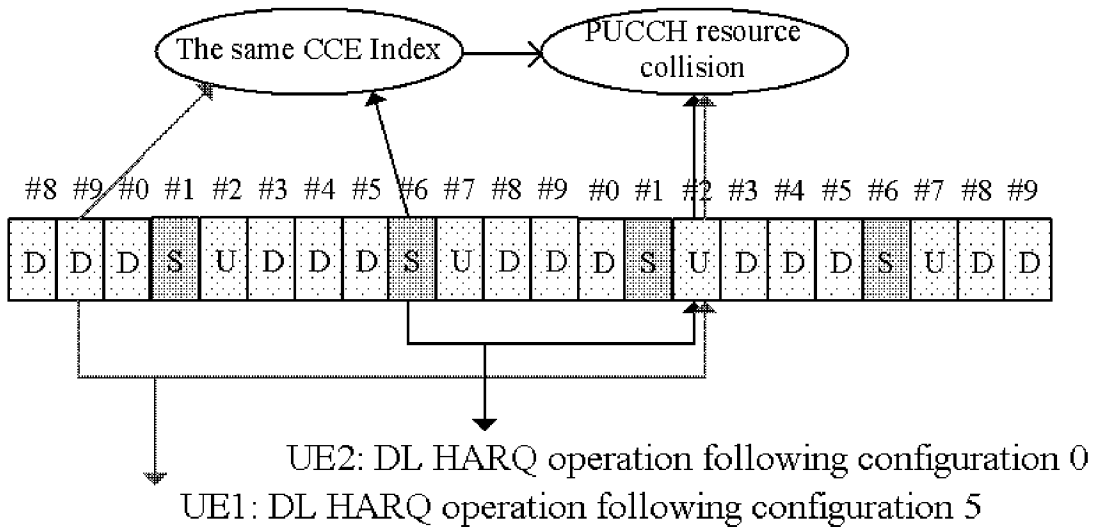 The same CCE Index
PUCCH resource
collision
#8 #9 #0 #1 #2 #3 #4 #5 #6 #7 #8 #9 #0 #1 #2 #3 #4 #5 #6 #7 #8 #9
D D D S U D D D S U D D D S U D D D S U D D
UE2: DL HARQ operation following configuration 0
UE1: DL HARQ operation following configuration 5